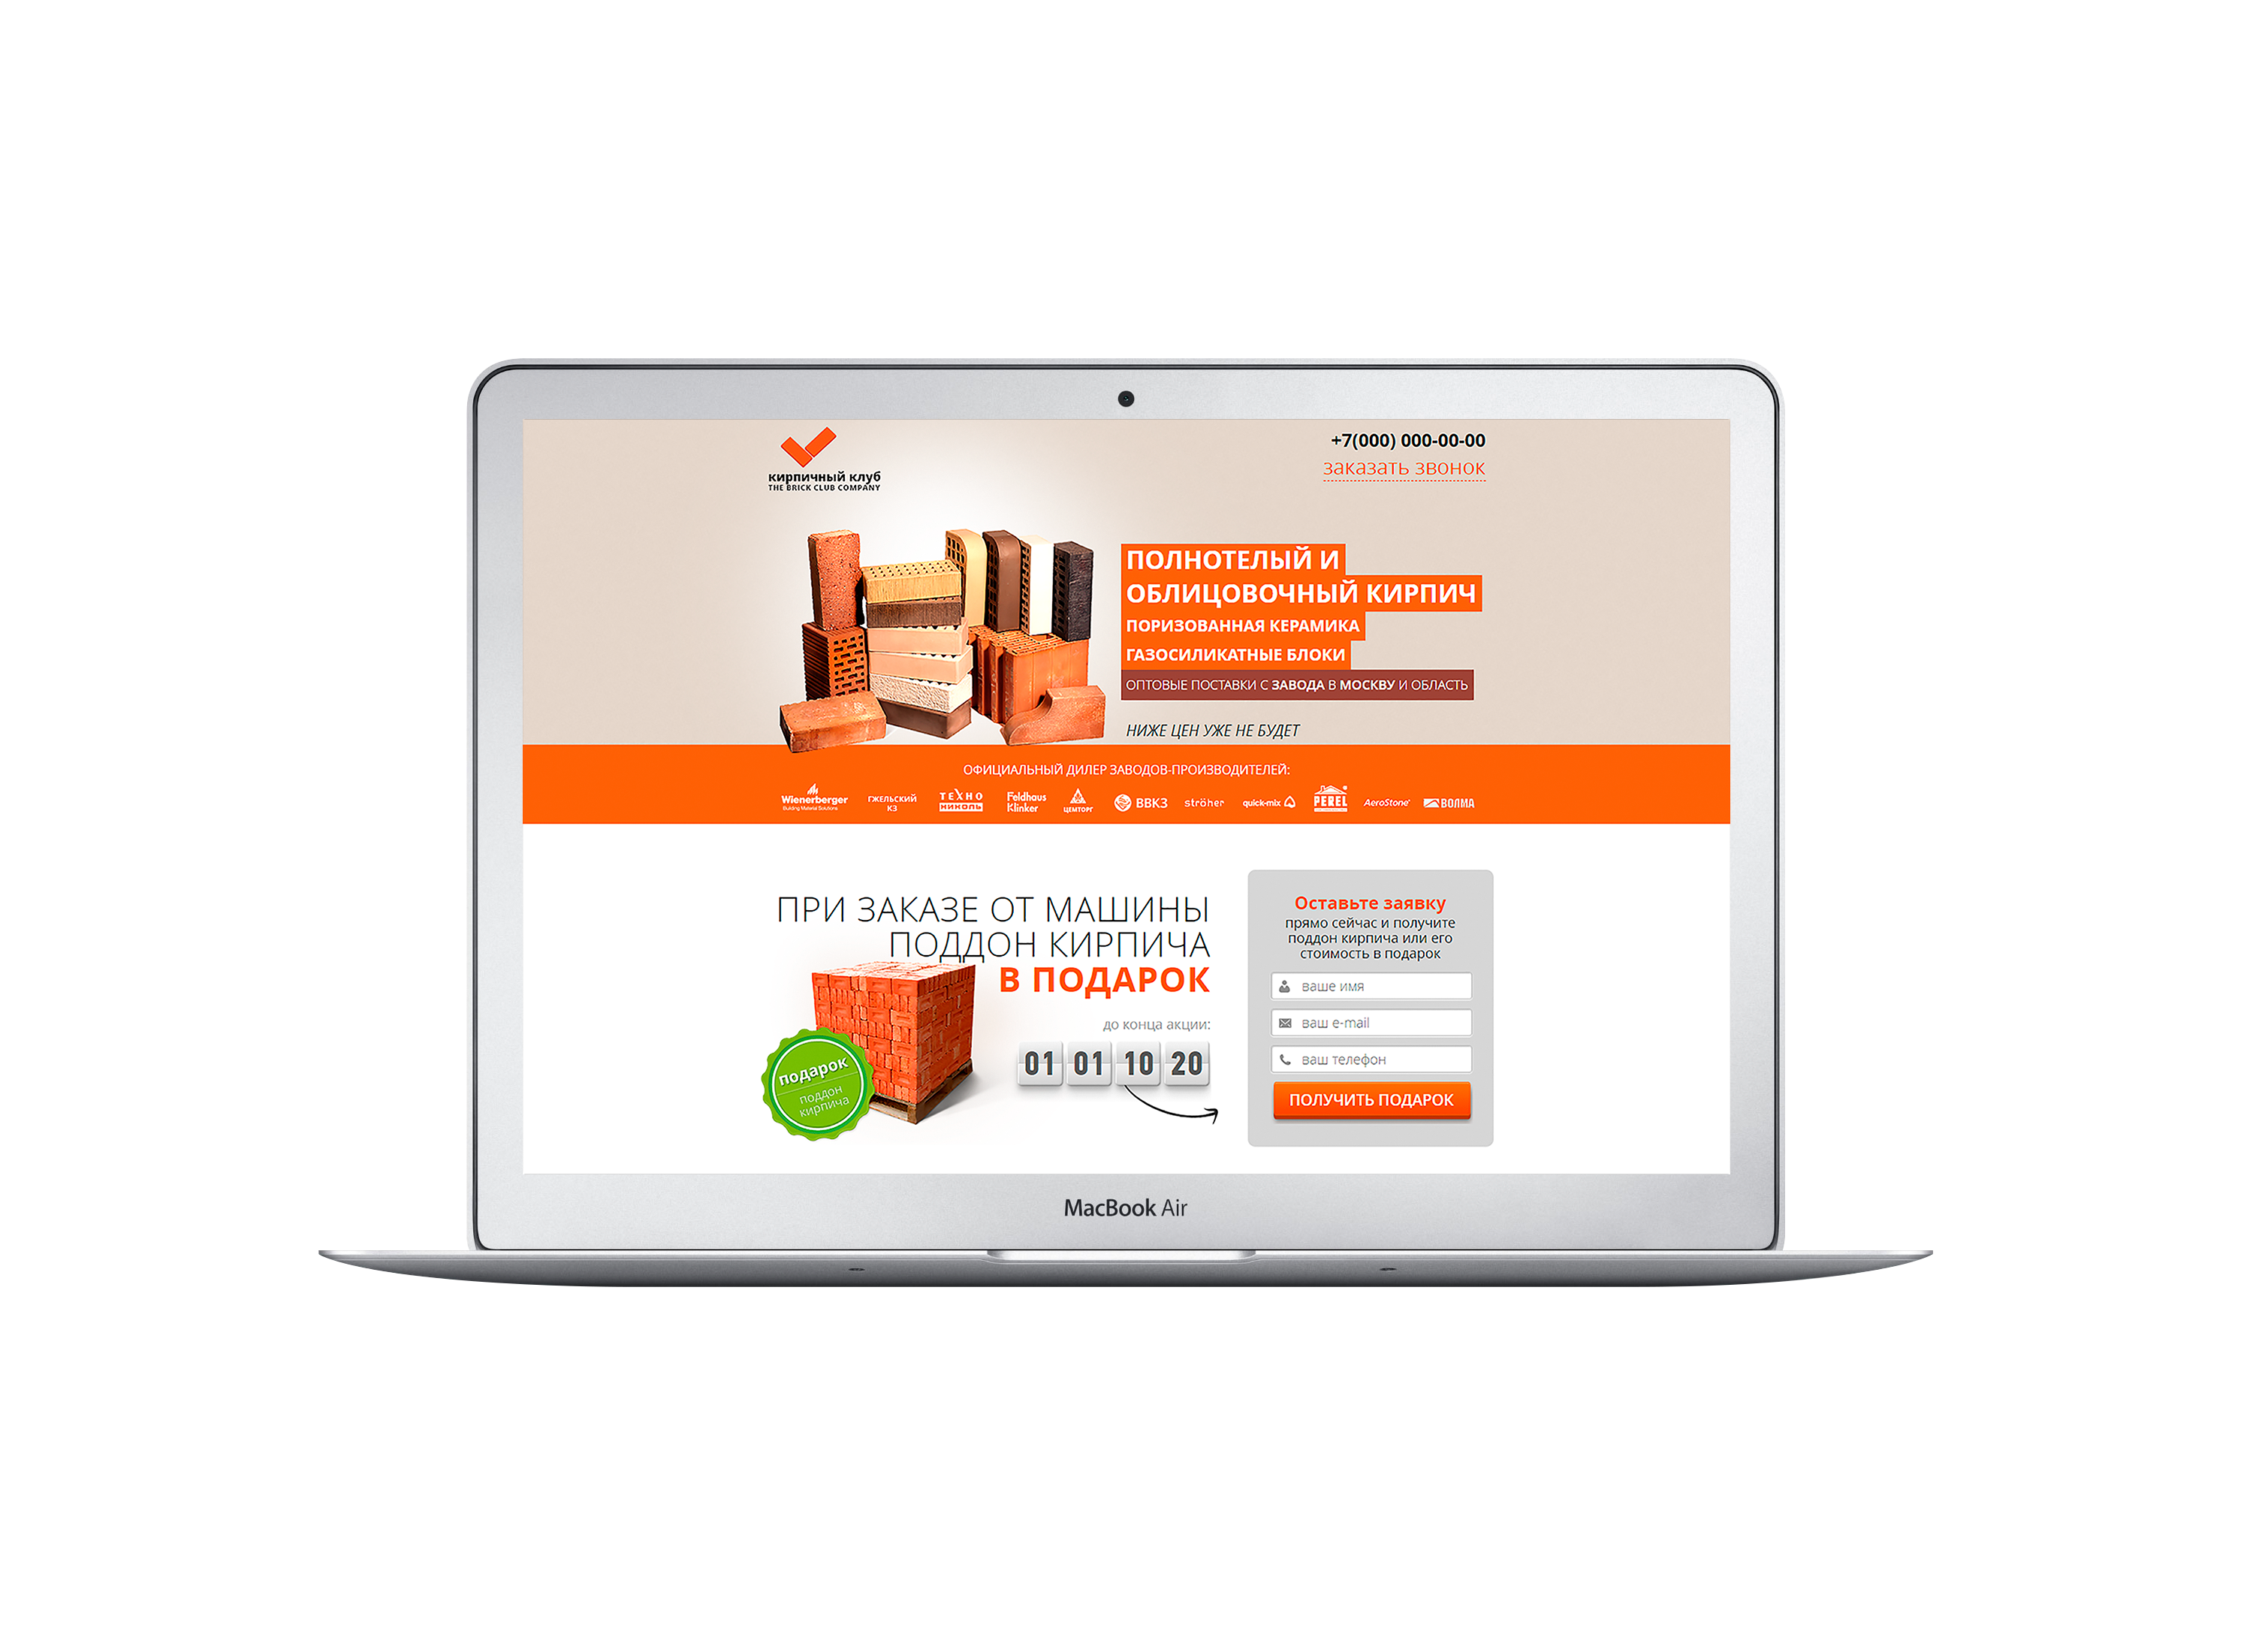 кирпичный клуб
THE BRICK CLUB COMPANY
+7(000) 000-00-00
заказать звонок
ПОЛНОТЕЛЫЙ И
ОБЛИЦОВОЧНЫЙ КИРПИЧ
ПОРИЗОВАННАЯ КЕРАМИКА
ГАЗОСИЛИКАТНЫЕ БЛОКИ
ОПТОВЫЕ ПОСТАВКИ С ЗАВОДА В МОСКВУ И ОБЛАСТЬ
НИЖЕ ЦЕН УЖЕ НЕ БУДЕТ
ОФИЦИАЛЬНЫЙ ДИЛЕР ЗАВОДОВ-ПРОИЗВОДИТЕЛЕЙ:
Wienerberger
Building Material Solutions
ГЖЕЛЬСКИЙ
КЗ
ТЕХНО
НИКОЛЬ
Feldhaus
Klinker
ЦЕМТОРГ
ВВКЗ
ströher
quick-mix
PEREL
AeroStone
ВОЛМА
ПРИ ЗАКАЗЕ ОТ МАШИНЫ
ПОДДОН КИРПИЧА
В ПОДАРОК
подарок
поддон
кирпича
до конца акции:
01 01 10 20
Оставьте заявку
прямо сейчас и получите
поддон кирпича или его
стоимость в подарок
ваше имя
ваш e-mail
ваш телефон
ПОЛУЧИТЬ ПОДАРОК
MacBook Air